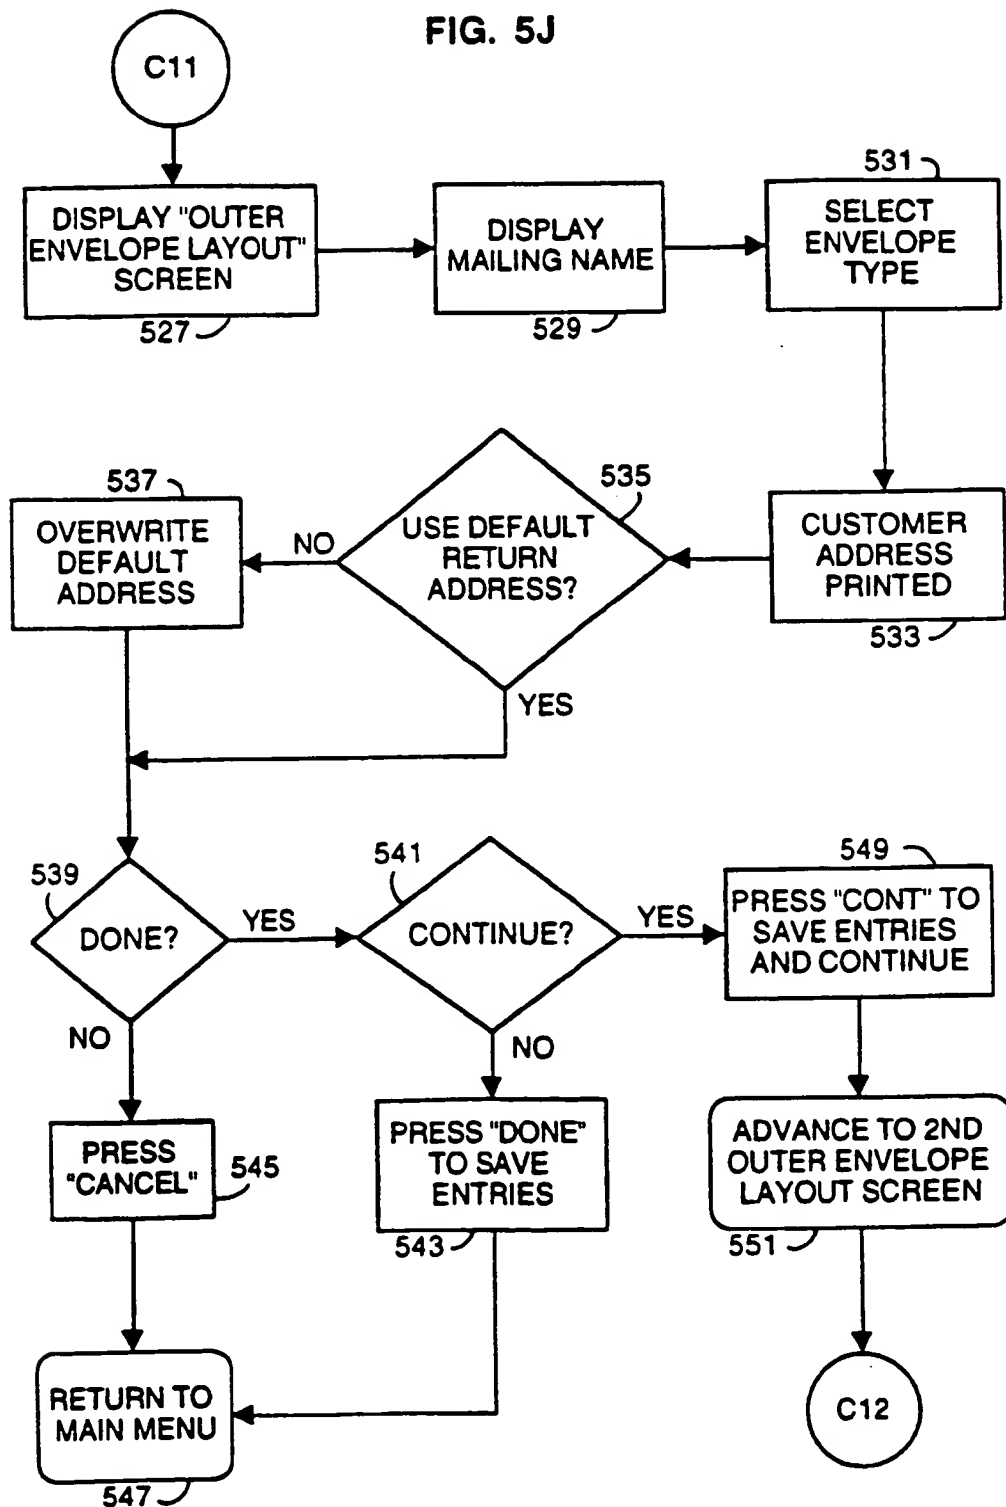 FIG. 5J
C11
DISPLAY "OUTER
ENVELOPE LAYOUT"
SCREEN
527
DISPLAY
MAILING NAME
529
531
SELECT
ENVELOPE
TYPE
CUSTOMER
ADDRESS
PRINTED
533
535
USE DEFAULT
RETURN
ADDRESS?
NO
YES
537
OVERWRITE
DEFAULT
ADDRESS
539
DONE?
YES
NO
541
CONTINUE?
YES
NO
549
PRESS "CONT" TO
SAVE ENTRIES
AND CONTINUE
PRESS
"CANCEL"
545
PRESS "DONE"
TO SAVE
ENTRIES
543
ADVANCE TO 2ND
OUTER ENVELOPE
LAYOUT SCREEN
551
RETURN TO
MAIN MENU
547
C12